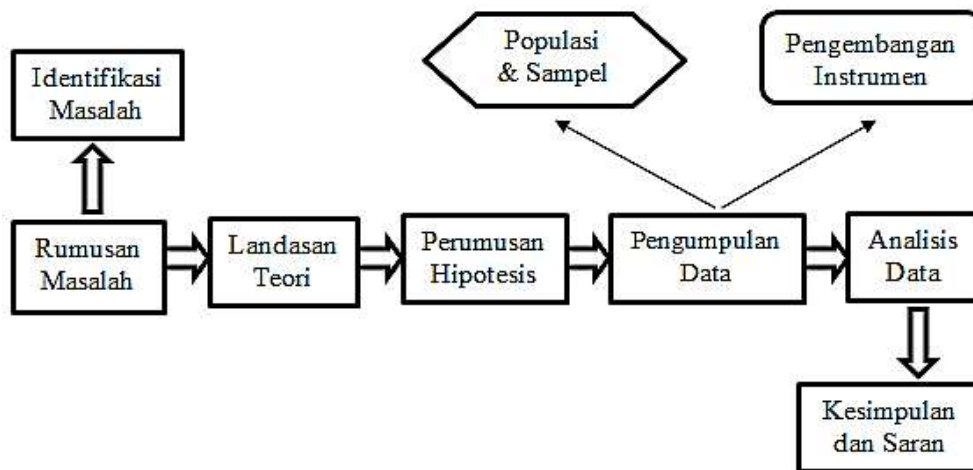 Populasi
& Sampel
Pengembangan
Instrumen
Identifikasi
Masalah
Rumusan
Masalah
Landasan
Teori
Perumusan
Hipotesis
Pengumpulan
Data
Analisis
Data
Kesimpulan
dan Saran